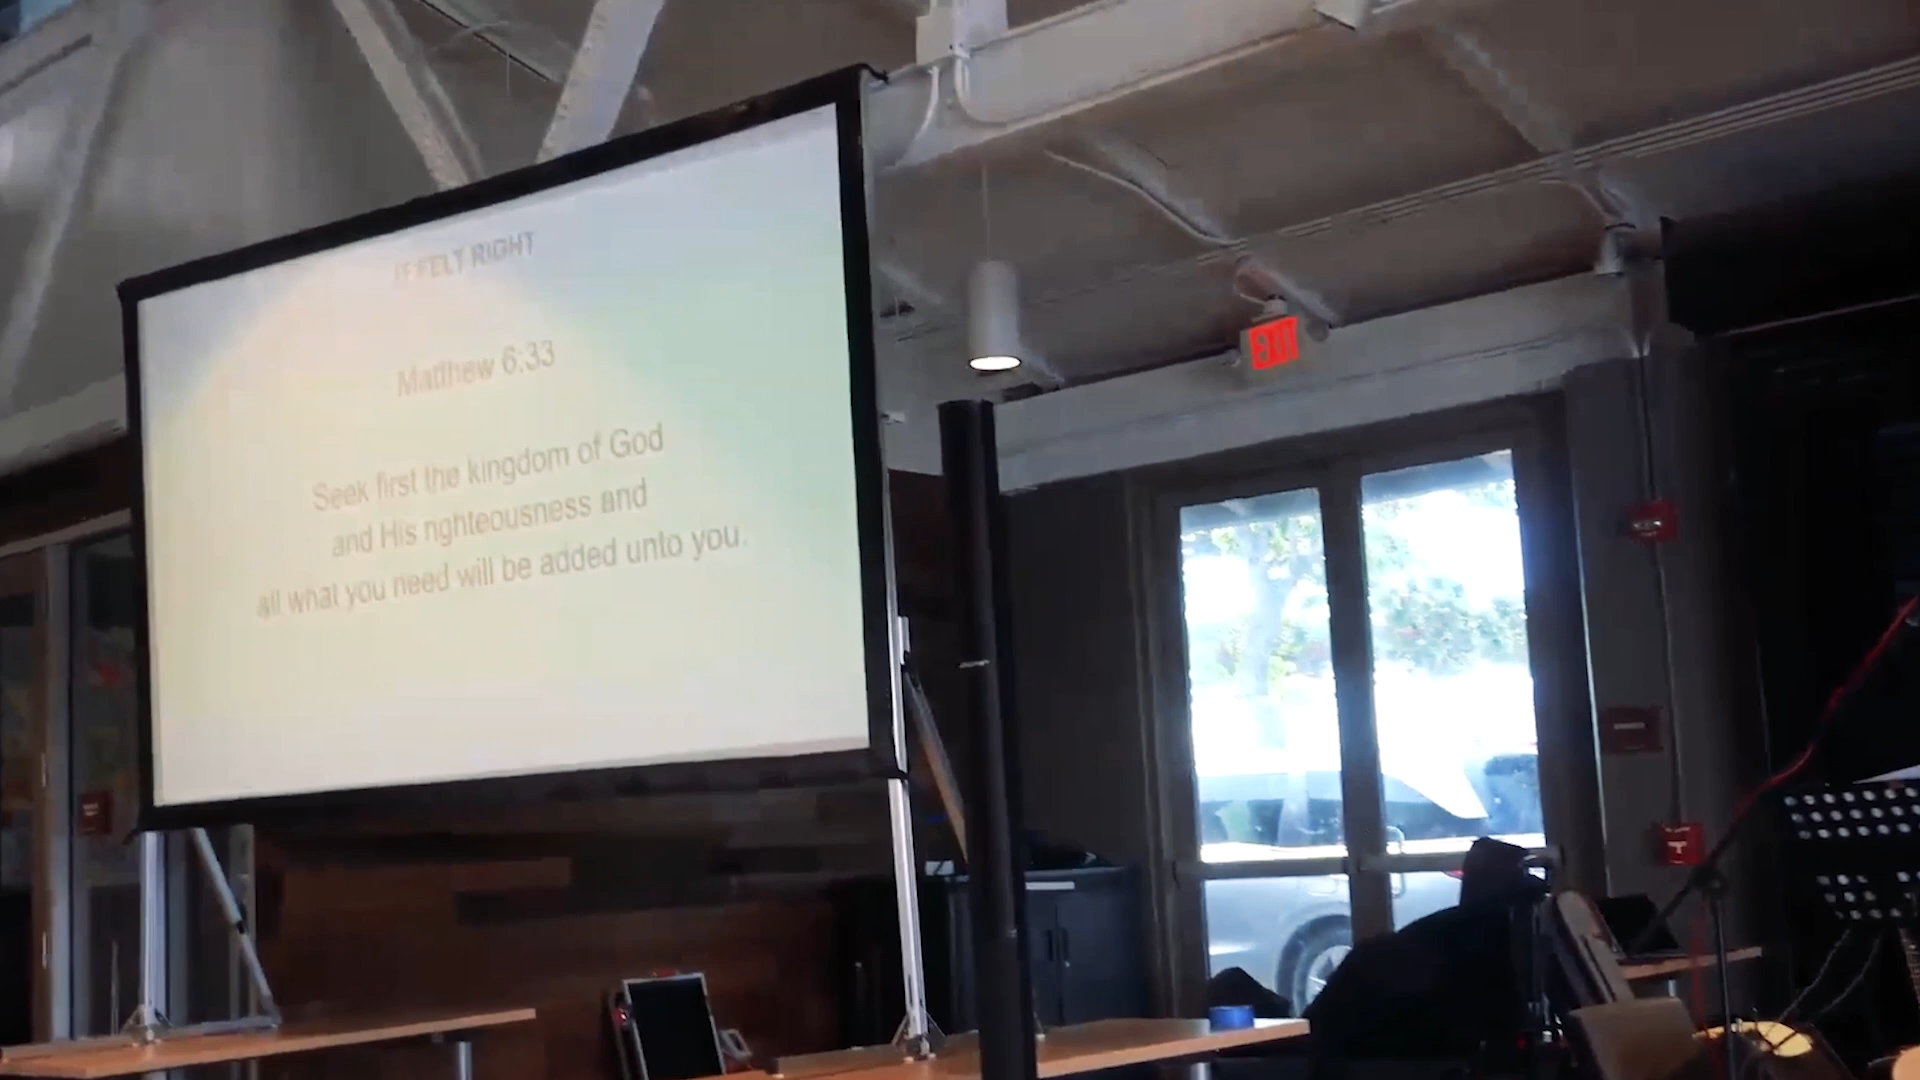 IT FELT RIGHT
Matthew 6:33
Seek first the kingdom of God
and His righteousness and
all what you need will be added unto you.
EXIT